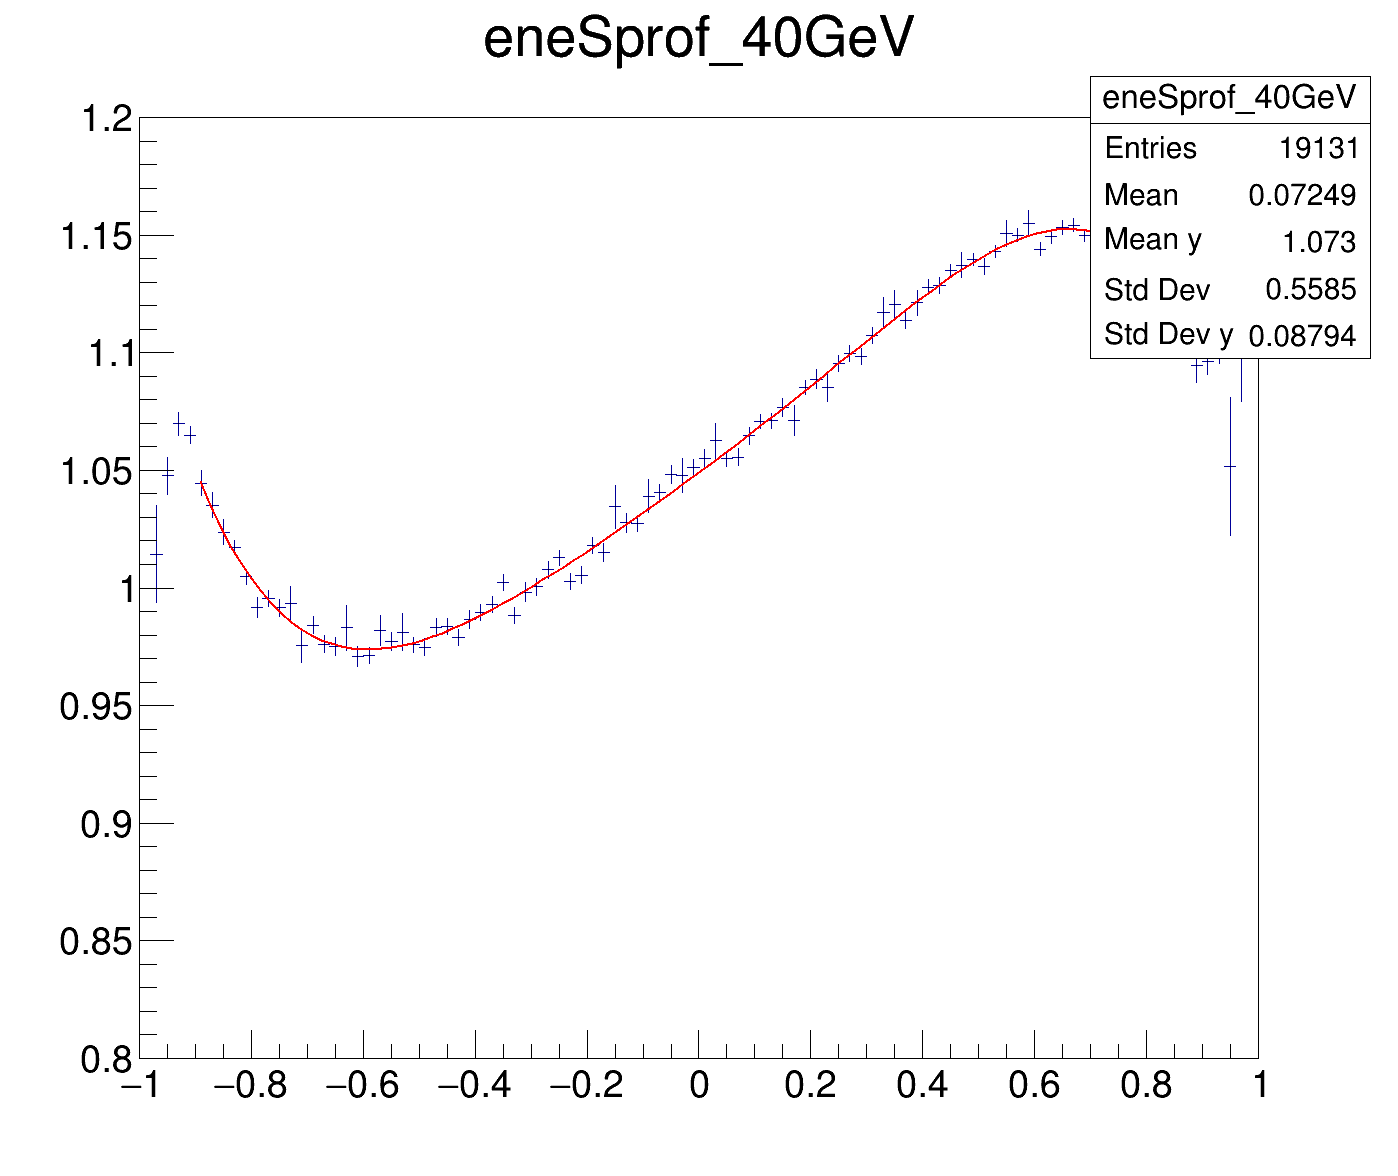 eneSprof_40GeV
eneSprof_40GeV
Entries 19131
Mean 0.07249
Mean y 1.073
Std Dev 0.5585
Std Dev y 0.08794
1.2
1.15
1.1
1.05
1
0.95
0.9
0.85
0.8
−1 −0.8 −0.6 −0.4 −0.2 0 0.2 0.4 0.6 0.8 1